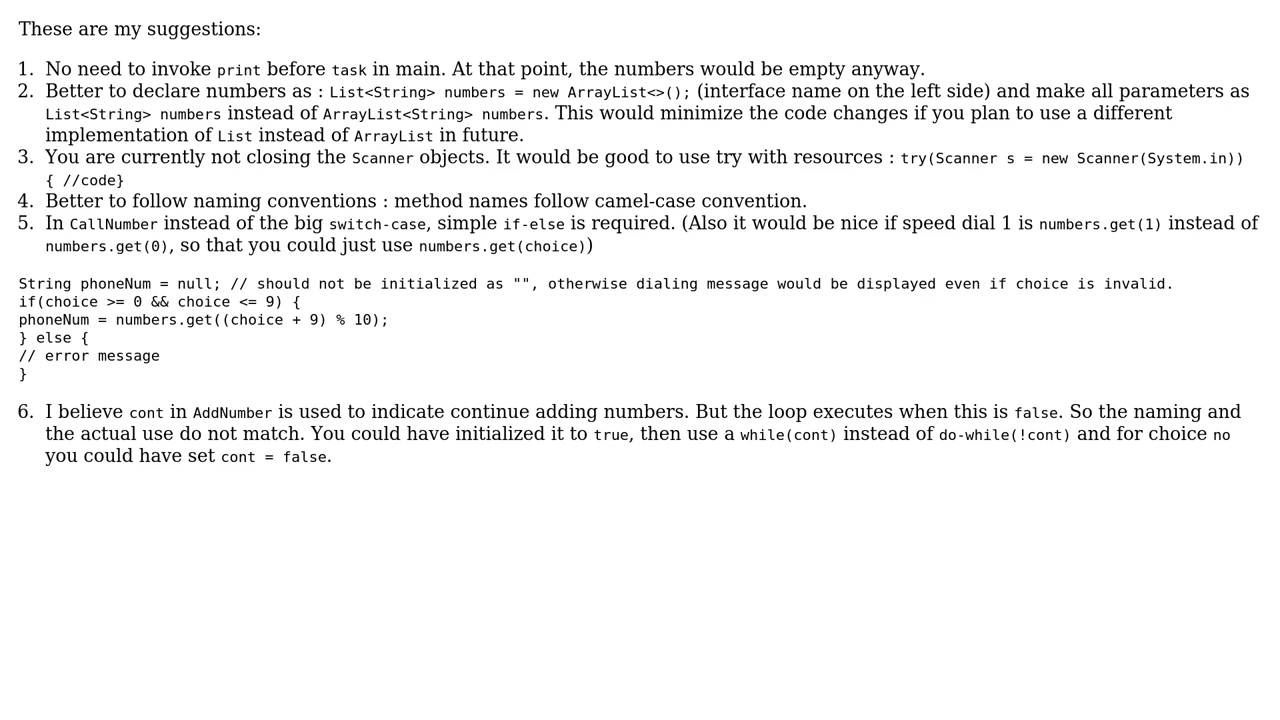 These are my suggestions:
1. No need to invoke print before task in main. At that point, the numbers would be empty anyway.
2. Better to declare numbers as : List<String> numbers = new ArrayList<>(); (interface name on the left side) and make all parameters as
List<String> numbers instead of ArrayList<String> numbers. This would minimize the code changes if you plan to use a different
implementation of List instead of ArrayList in future.
3. You are currently not closing the Scanner objects. It would be good to use try with resources : try(Scanner s = new Scanner(System.in))
{ //code}
4. Better to follow naming conventions : method names follow camel-case convention.
5. In CallNumber instead of the big switch-case, simple if-else is required. (Also it would be nice if speed dial 1 is numbers.get(1) instead of
numbers.get(0), so that you could just use numbers.get(choice))
String phoneNum = null; // should not be initialized as "", otherwise dialing message would be displayed even if choice is invalid.
if(choice >= 0 && choice <= 9) {
phoneNum = numbers.get((choice + 9) % 10);
} else {
// error message
}
6. I believe cont in AddNumber is used to indicate continue adding numbers. But the loop executes when this is false. So the naming and
the actual use do not match. You could have initialized it to true, then use a while(cont) instead of do-while(!cont) and for choice no
you could have set cont = false.